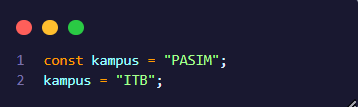 1 const kampus = "PASIM";
2 kampus = "ITB";